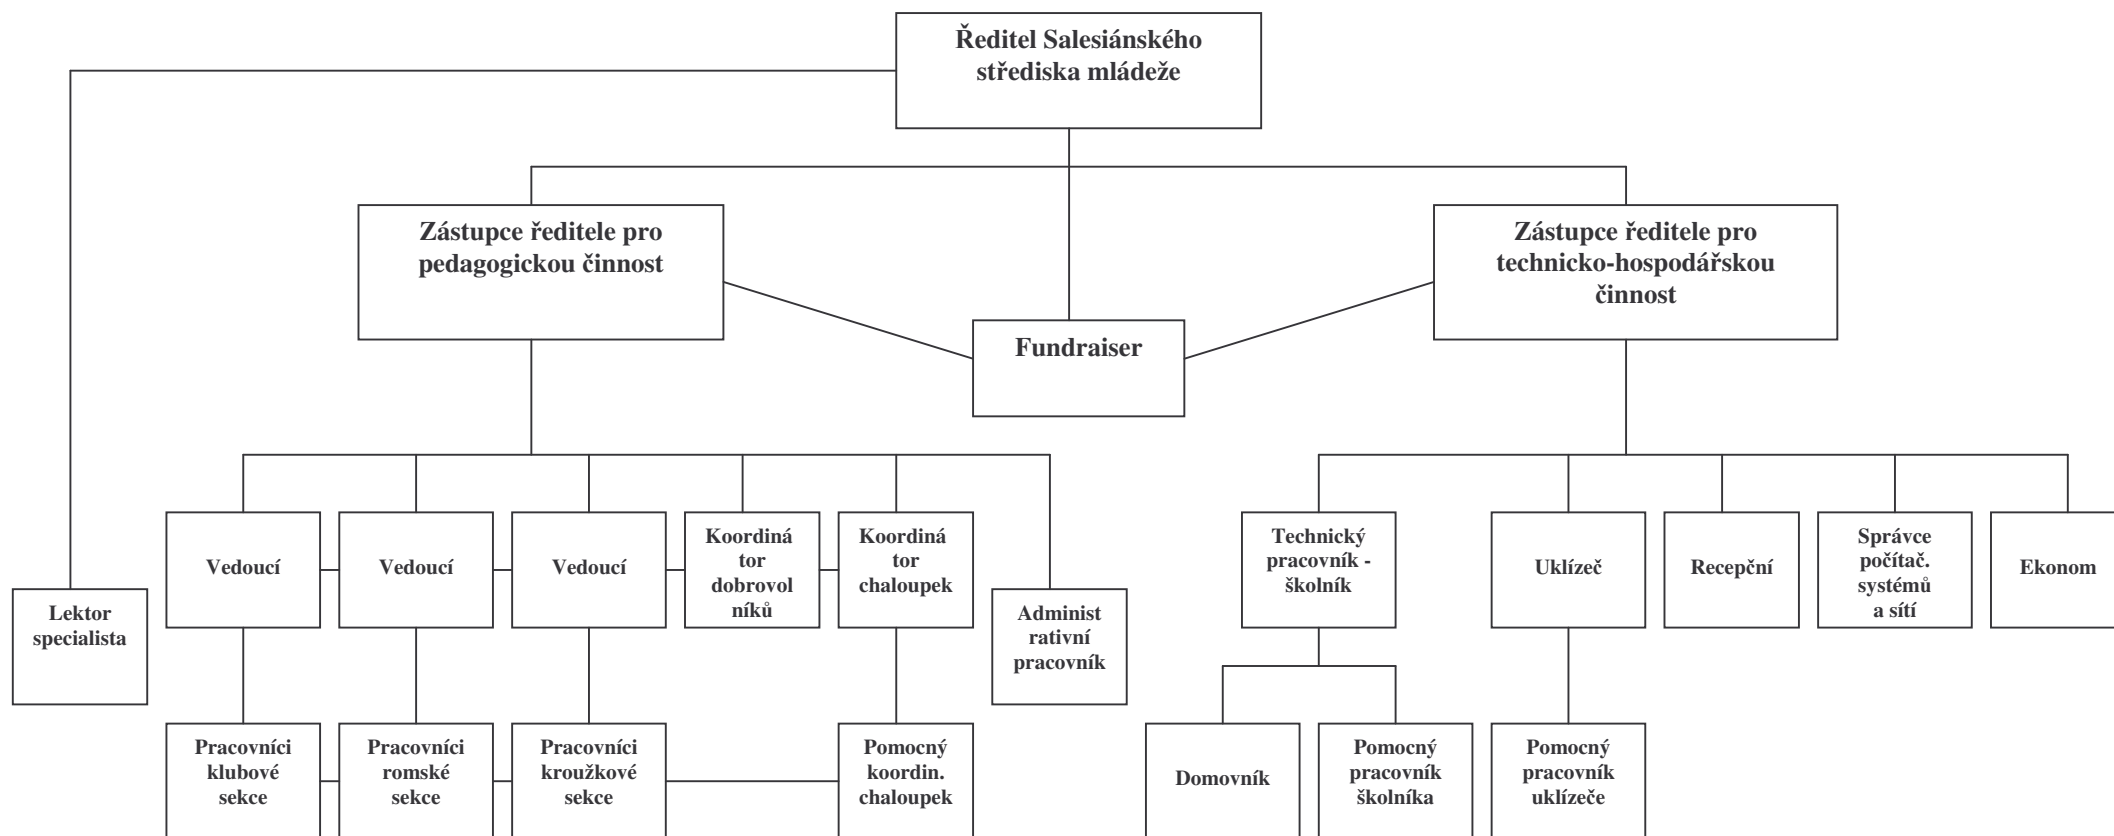 Ředitel Salesiánského
střediska mládeže
Zástupce ředitele pro
pedagogickou činnost
Zástupce ředitele pro
technicko-hospodářskou
činnost
Fundraiser
Vedoucí
Vedoucí
Vedoucí
Koordiná
tor
dobrovol
níků
Koordiná
tor
chaloupek
Technický
pracovník -
školník
Uklízeč
Recepční
Správce
počítač.
systémů
a sítí
Ekonom
Lektor
specialista
Administ
rativní
pracovník
Pracovníci
klubové
sekce
Pracovníci
romské
sekce
Pracovníci
kroužkové
sekce
Pomocný
koordin.
chaloupek
Domovník
Pomocný
pracovník
školníka
Pomocný
pracovník
uklízeče